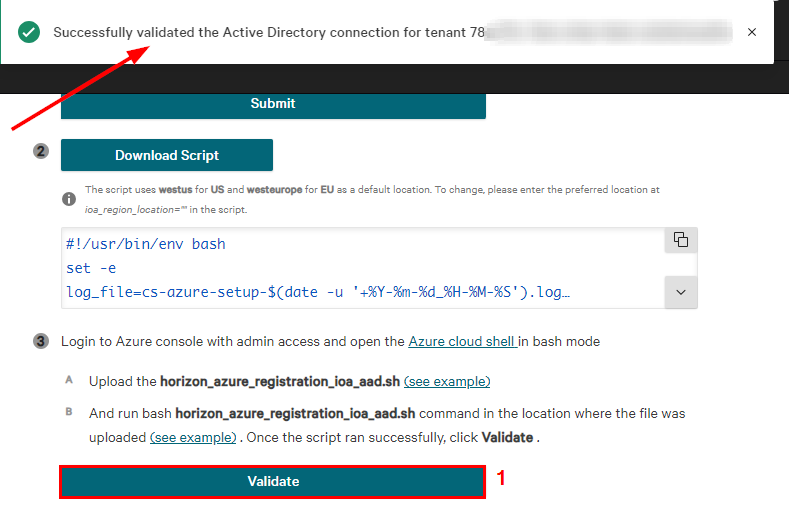 Successfully validated the Active Directory connection for tenant 78
Submit
2
Download Script
The script uses westus for US and westeurope for EU as a default location. To change, please enter the preferred location at
ioa_region_location="" in the script.
#!/usr/bin/env bash
set -e
log_file=cs-azure-setup-$(date -u '+%Y-%m-%d_%H-%M-%S').log…
3 Login to Azure console with admin access and open the Azure cloud shell in bash mode
A Upload the horizon_azure_registration_ioa_aad.sh (see example)
B And run bash horizon_azure_registration_ioa_aad.sh command in the location where the file was
uploaded (see example) . Once the script ran successfully, click Validate .
Validate 1